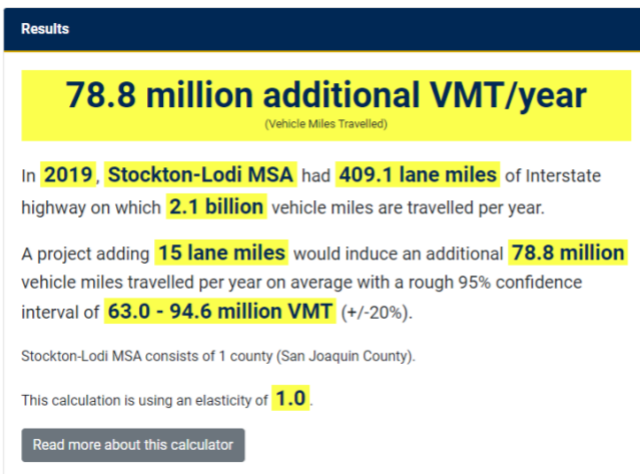 Results
78.8 million additional VMT/year
(Vehicle Miles Travelled)
In 2019, Stockton-Lodi MSA had 409.1 lane miles of Interstate
highway on which 2.1 billion vehicle miles are travelled per year.
A project adding 15 lane miles would induce an additional 78.8 million
vehicle miles travelled per year on average with a rough 95% confidence
interval of 63.0 - 94.6 million VMT (+/-20%).
Stockton-Lodi MSA consists of 1 county (San Joaquin County).
This calculation is using an elasticity of 1.0.
Read more about this calculator